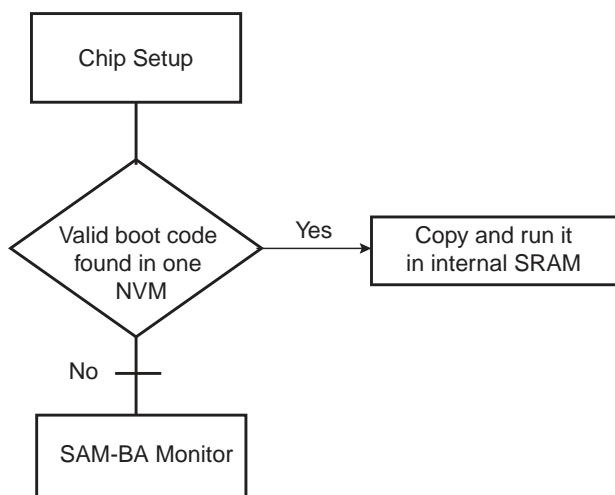 Chip Setup
Valid boot code
found in one
NVM
Yes
Copy and run it
in internal SRAM
No
SAM-BA Monitor